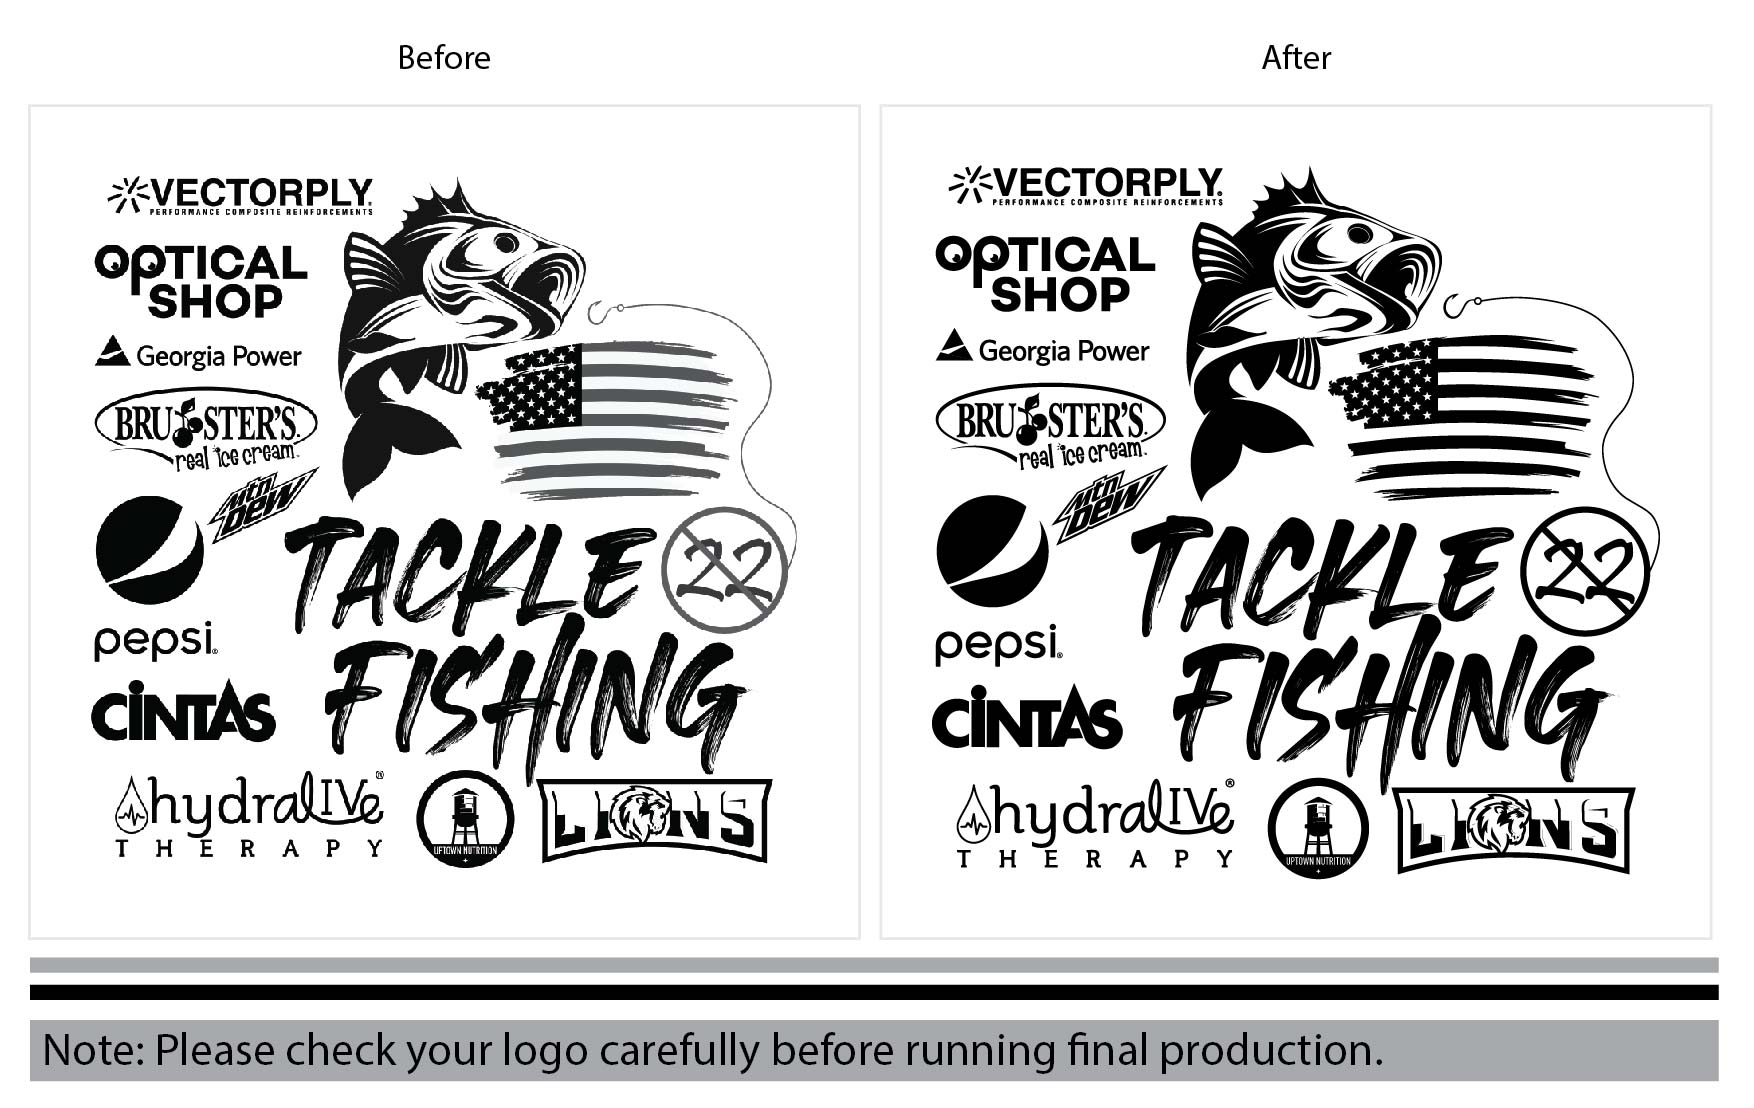 Before
After
VECTORPLY®
PERFORMANCE COMPOSITE REINFORCEMENTS
OPTICAL
SHOP
Georgia Power
BRUSTER'S
real ice cream™
mtn
DEW
TACKLE
22
pepsi®
FISHING
CINTAS
hydralIVe®
THERAPY
UPTOWN NUTRITION
LIONS
VECTORPLY®
PERFORMANCE COMPOSITE REINFORCEMENTS
OPTICAL
SHOP
Georgia Power
BRUSTER'S
real ice cream™
mtn
DEW
TACKLE
22
pepsi®
FISHING
CINTAS
hydralIVe®
THERAPY
UPTOWN NUTRITION
LIONS
Note: Please check your logo carefully before running final production.